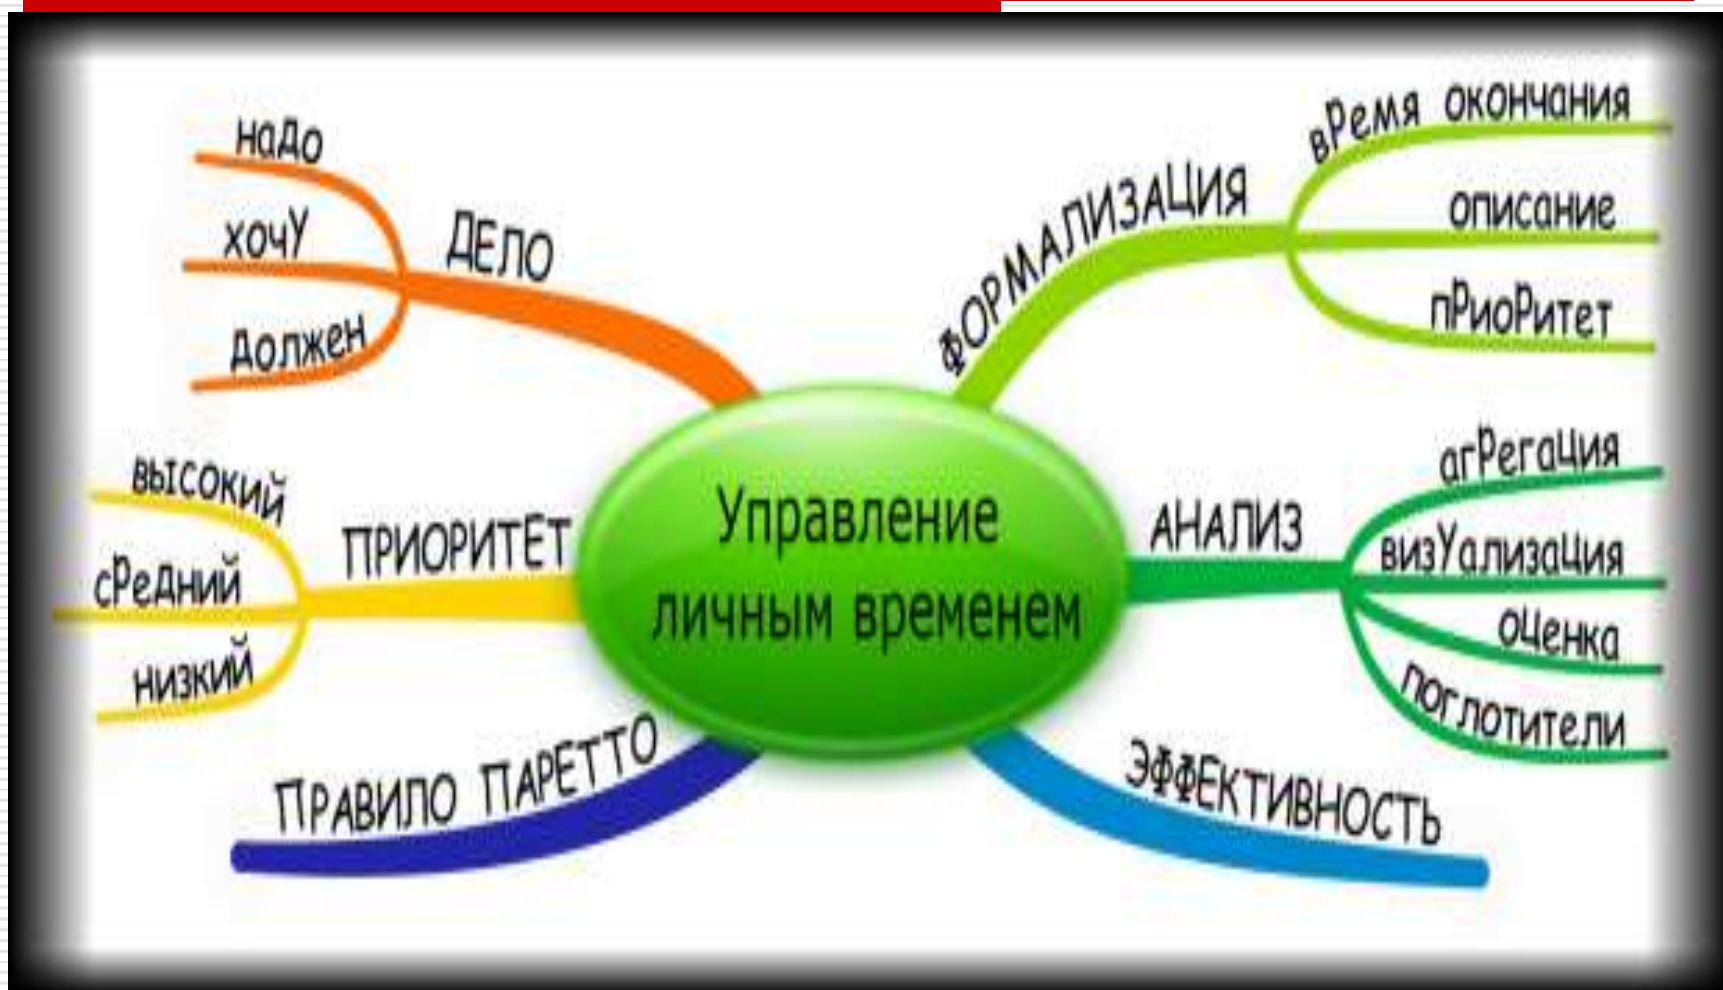 надо
хочУ
должен
ДЕЛО
высокий
сРедний
низкий
ПРИОРИТЕТ
ПРАВИЛО ПАРЕТТО
Управление
личным временем
ФОРМАЛИЗАЦИЯ
вРемя окончания
описание
пРиоРитет
АНАЛИЗ
агРегация
визУализация
оценка
поглотители
ЭФФЕКТИВНОСТЬ